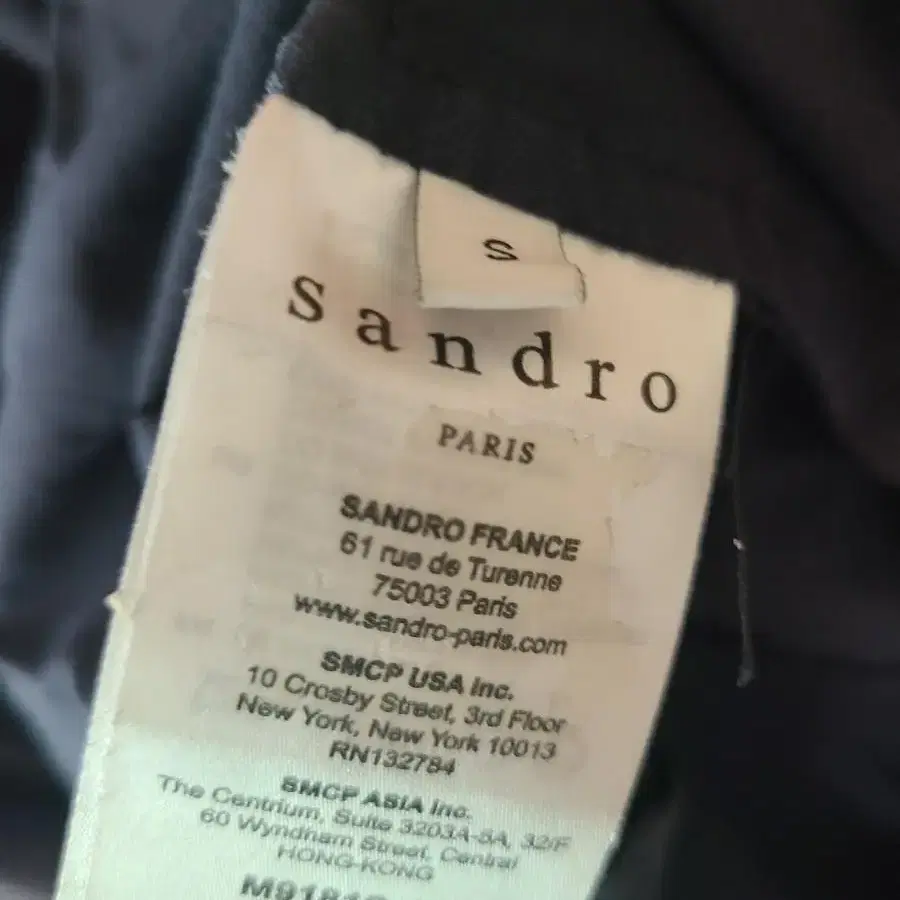 S
sandro
PARIS
SANDRO FRANCE
61 rue de Turenne
75003 Paris
www.sandro-paris.com
SMCP USA Inc.
10 Crosby Street, 3rd Floor
New York, New York 10013
RN132784
SMCP ASIA Inc.
The Centrium, Suite 3203A-5A, 32/F
60 Wyndham Street, Central
HONG-KONG